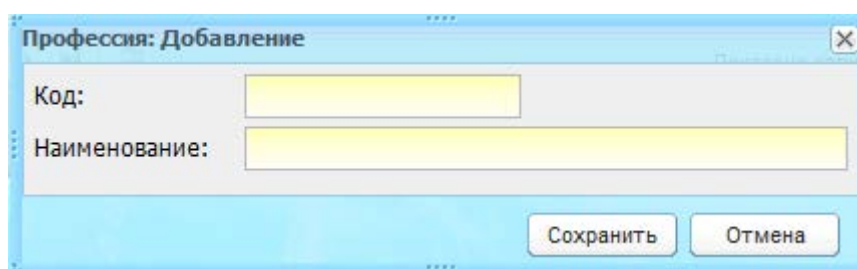 Профессия: Добавление
Код:
Наименование:
Сохранить Отмена